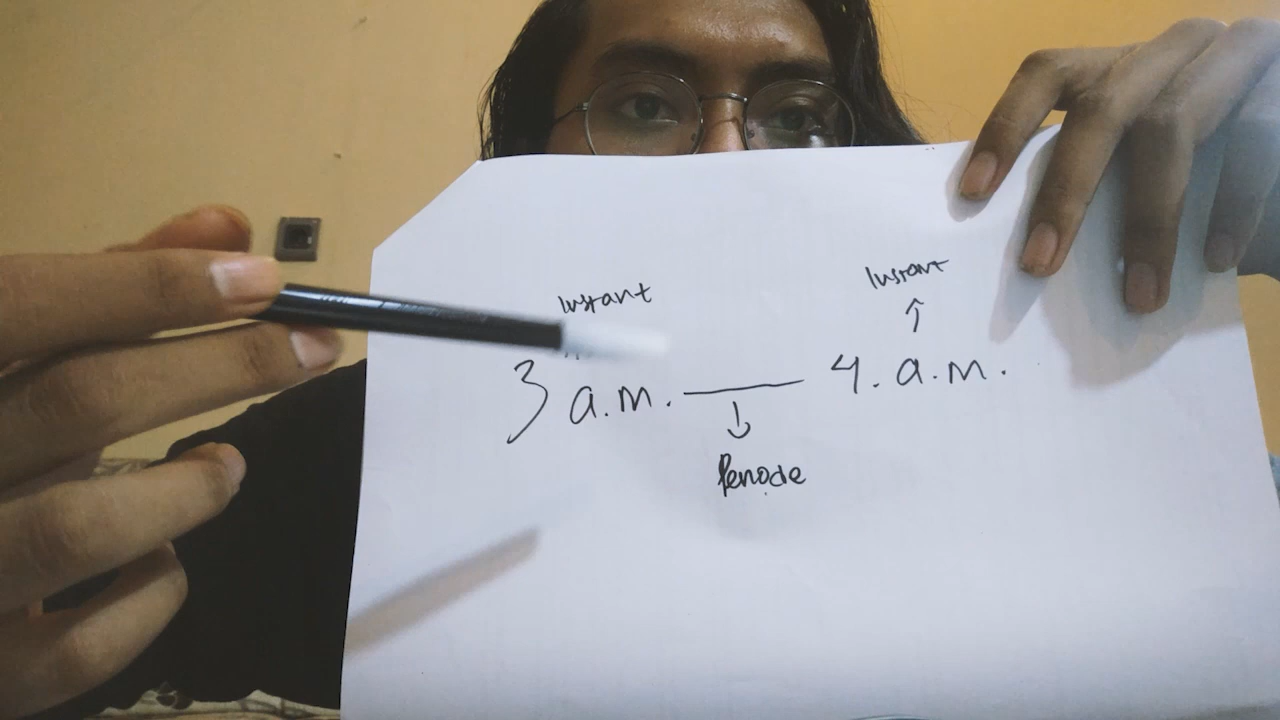 Instant
Instant
3 a.m. — 4. a.m.
Periode